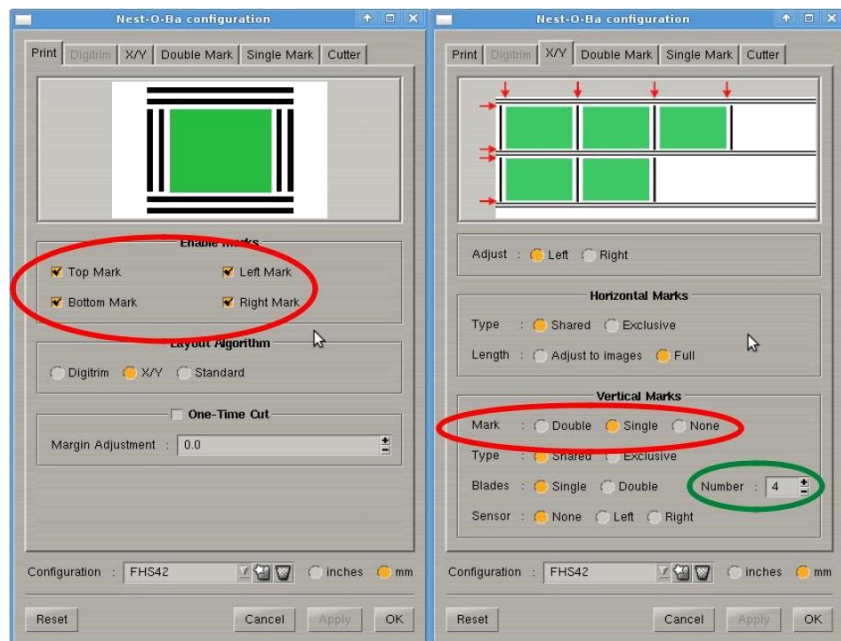 Nest-O-Ba configuration
Print Digitrim X/Y Double Mark Single Mark Cutter
Enable Marks
Top Mark Left Mark
Bottom Mark Right Mark
Layout Algorithm
Digitrim X/Y Standard
One-Time Cut
Margin Adjustment : 0.0
Configuration : FHS42 inches mm
Reset Cancel Apply OK
Nest-O-Ba configuration
Print Digitrim X/Y Double Mark Single Mark Cutter
Adjust : Left Right
Horizontal Marks
Type : Shared Exclusive
Length : Adjust to images Full
Vertical Marks
Mark : Double Single None
Type : Shared Exclusive
Blades : Single Double Number : 4
Sensor : None Left Right
Configuration : FHS42 inches mm
Reset Cancel Apply OK